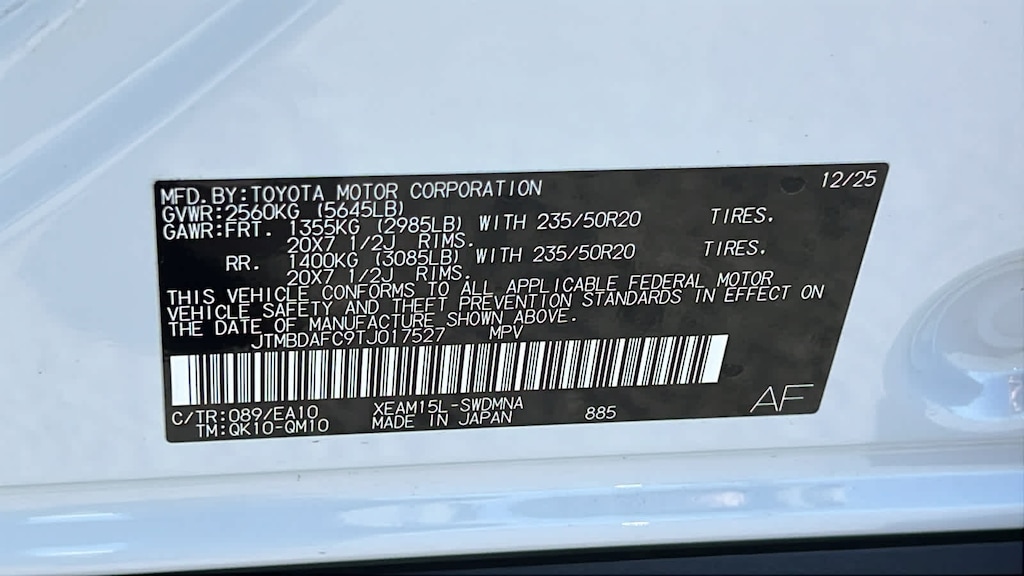 MFD.BY:TOYOTA MOTOR CORPORATION 12/25
GVWR:2560KG (5645LB)
GAWR:FRT. 1355KG (2985LB) WITH 235/50R20 TIRES.
20X7 1/2J RIMS.
RR. 1400KG (3085LB) WITH 235/50R20 TIRES.
20X7 1/2J RIMS.
THIS VEHICLE CONFORMS TO ALL APPLICABLE FEDERAL MOTOR
VEHICLE SAFETY AND THEFT PREVENTION STANDARDS IN EFFECT ON
THE DATE OF MANUFACTURE SHOWN ABOVE.
JTMBDAFC9TJ017527 MPV
C/TR:089/EA10 XEAM15L-SWDMNA 885 AF
TM:QK10-QM10 MADE IN JAPAN